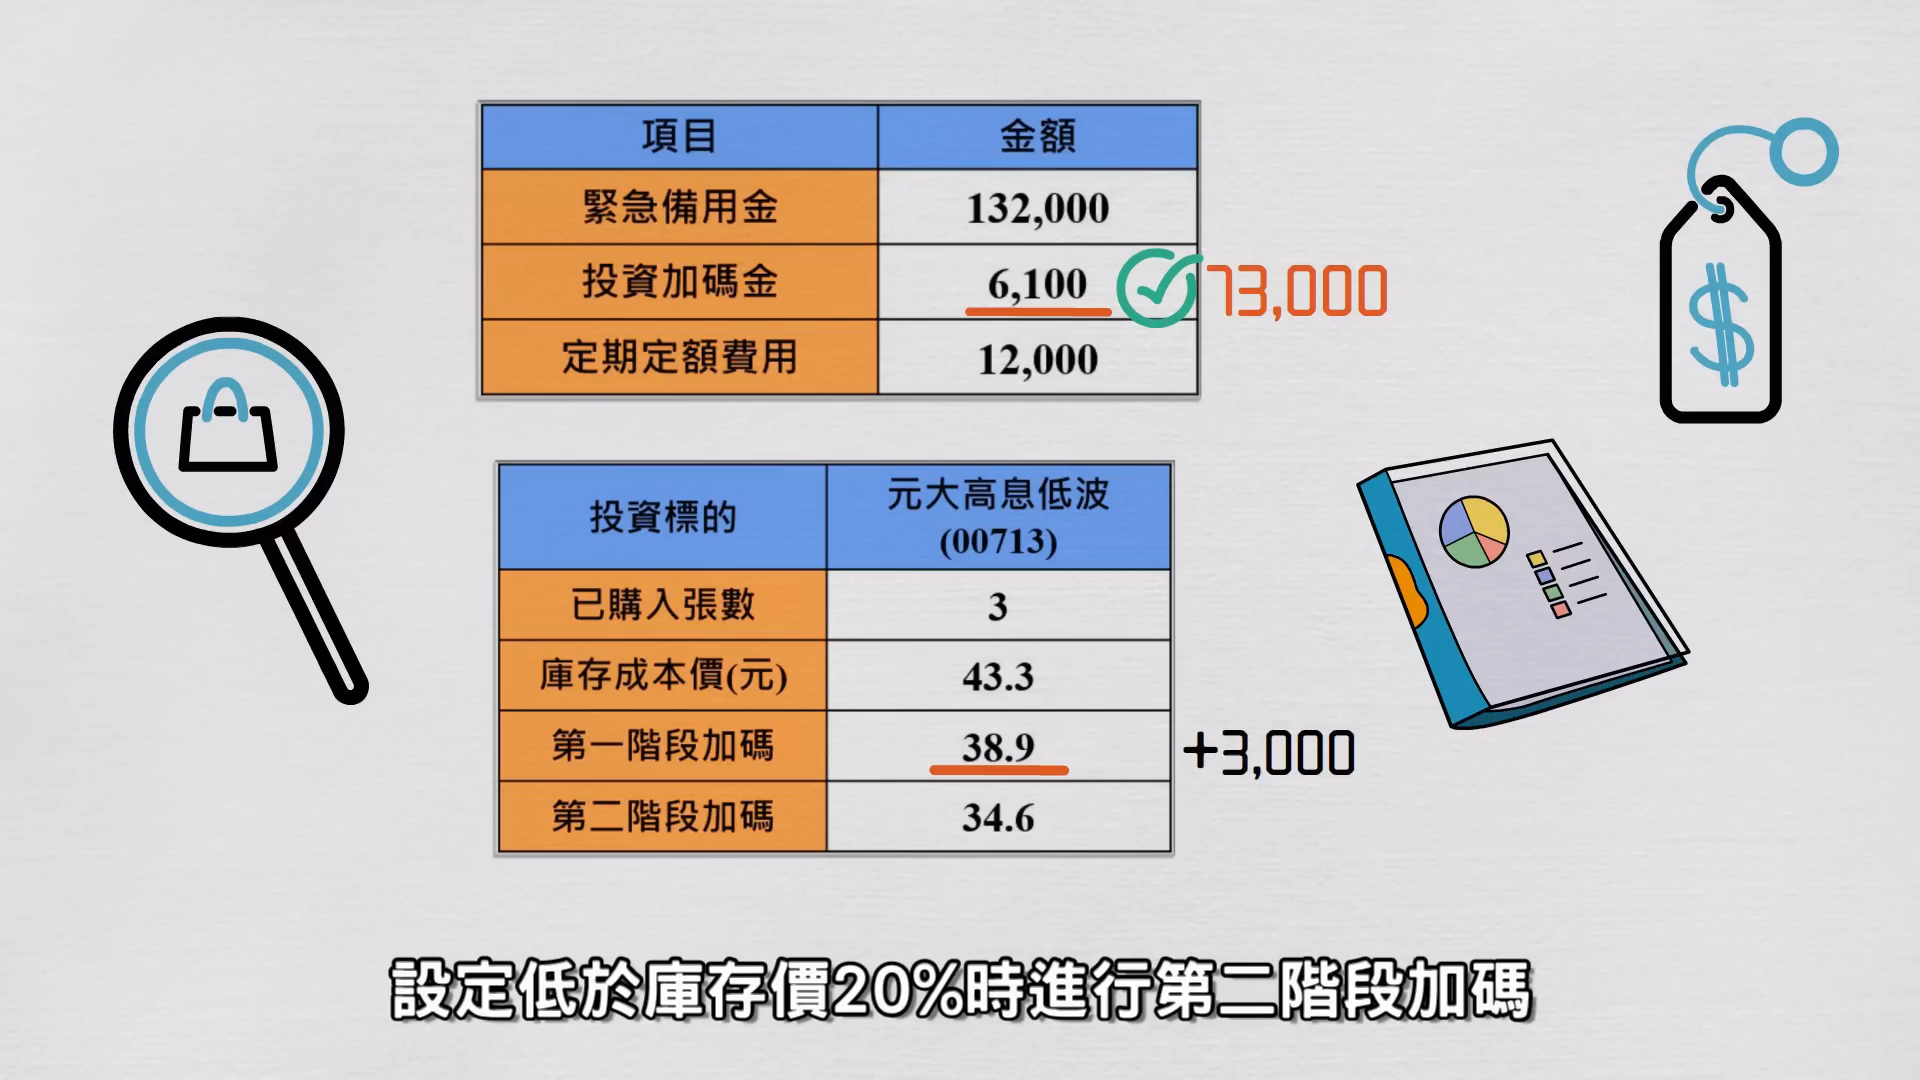 項目 金額
緊急備用金 132,000
投資加碼金 6,100 73,000
定期定額費用 12,000
投資標的 元大高息低波
(00713)
已購入張數 3
庫存成本價(元) 43.3
第一階段加碼 38.9 +3,000
第二階段加碼 34.6
$
設定低於庫存價20%時進行第二階段加碼